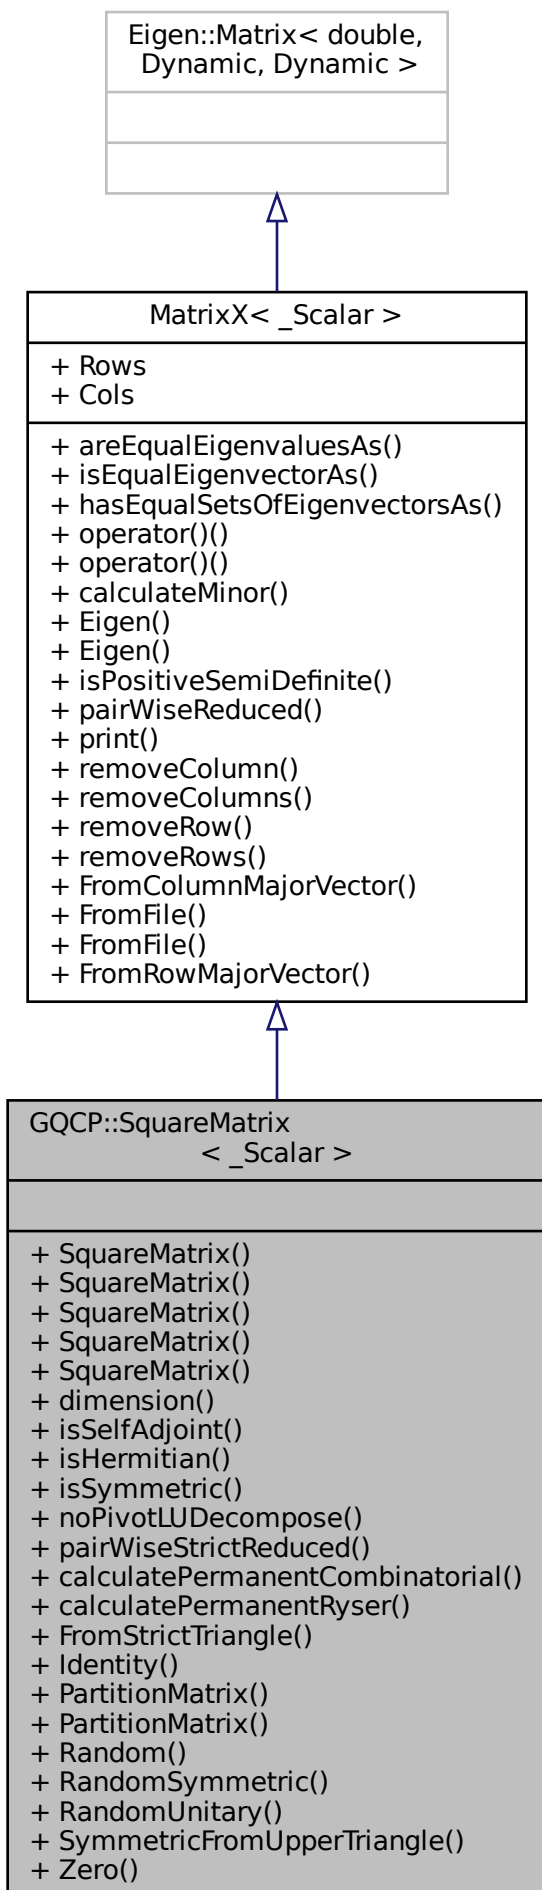 Eigen::Matrix< double,
Dynamic, Dynamic >
MatrixX< _Scalar >
+ Rows
+ Cols
+ areEqualEigenvaluesAs()
+ isEqualEigenvectorAs()
+ hasEqualSetsOfEigenvectorsAs()
+ operator()()
+ operator()()
+ calculateMinor()
+ Eigen()
+ Eigen()
+ isPositiveSemiDefinite()
+ pairWiseReduced()
+ print()
+ removeColumn()
+ removeColumns()
+ removeRow()
+ removeRows()
+ FromColumnMajorVector()
+ FromFile()
+ FromFile()
+ FromRowMajorVector()
GQCP::SquareMatrix
< _Scalar >
+ SquareMatrix()
+ SquareMatrix()
+ SquareMatrix()
+ SquareMatrix()
+ SquareMatrix()
+ dimension()
+ isSelfAdjoint()
+ isHermitian()
+ isSymmetric()
+ noPivotLUDecompose()
+ pairWiseStrictReduced()
+ calculatePermanentCombinatorial()
+ calculatePermanentRyser()
+ FromStrictTriangle()
+ Identity()
+ PartitionMatrix()
+ PartitionMatrix()
+ Random()
+ RandomSymmetric()
+ RandomUnitary()
+ SymmetricFromUpperTriangle()
+ Zero()